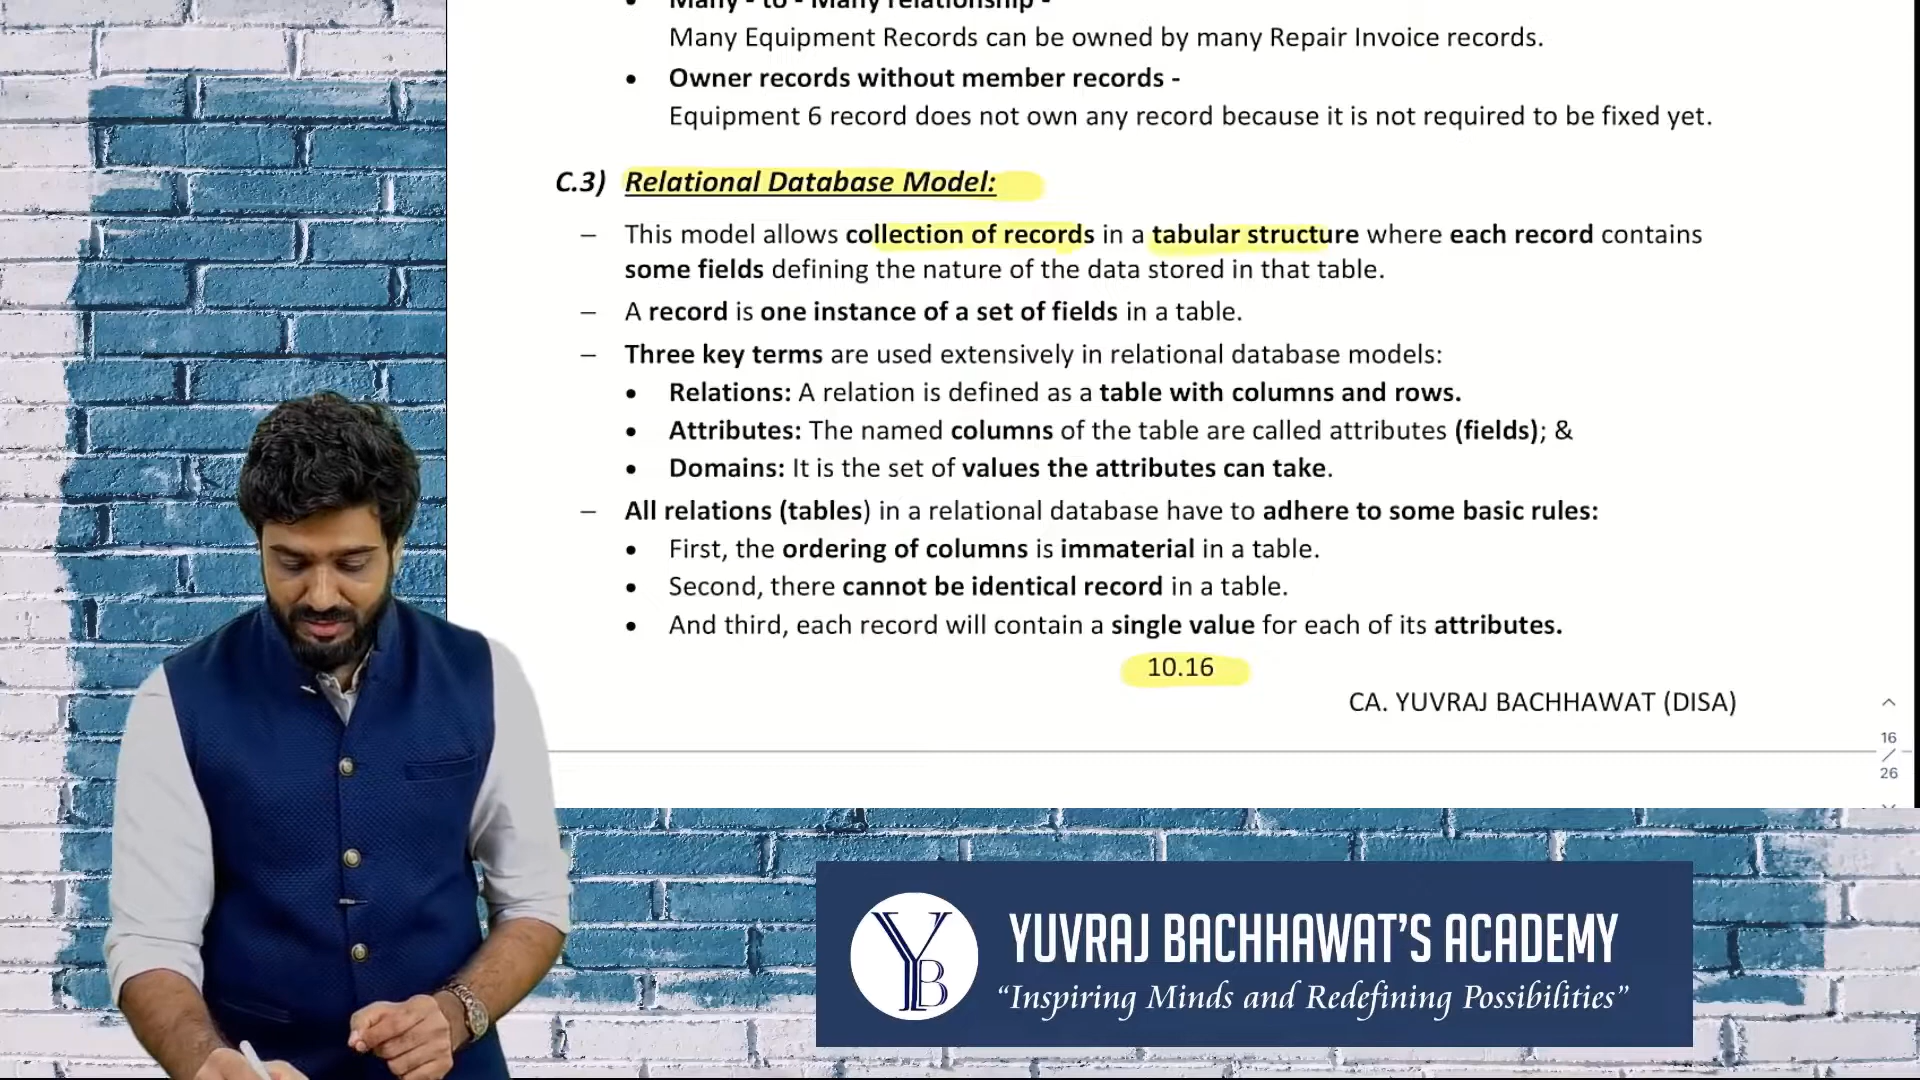 • Many - to - Many relationship -
Many Equipment Records can be owned by many Repair Invoice records.
• Owner records without member records -
Equipment 6 record does not own any record because it is not required to be fixed yet.
C.3) Relational Database Model:
– This model allows collection of records in a tabular structure where each record contains
some fields defining the nature of the data stored in that table.
– A record is one instance of a set of fields in a table.
– Three key terms are used extensively in relational database models:
• Relations: A relation is defined as a table with columns and rows.
• Attributes: The named columns of the table are called attributes (fields); &
• Domains: It is the set of values the attributes can take.
– All relations (tables) in a relational database have to adhere to some basic rules:
• First, the ordering of columns is immaterial in a table.
• Second, there cannot be identical record in a table.
• And third, each record will contain a single value for each of its attributes.
10.16
CA. YUVRAJ BACHHAWAT (DISA)
16
/
26
YB
YUVRAJ BACHHAWAT'S ACADEMY
"Inspiring Minds and Redefining Possibilities"